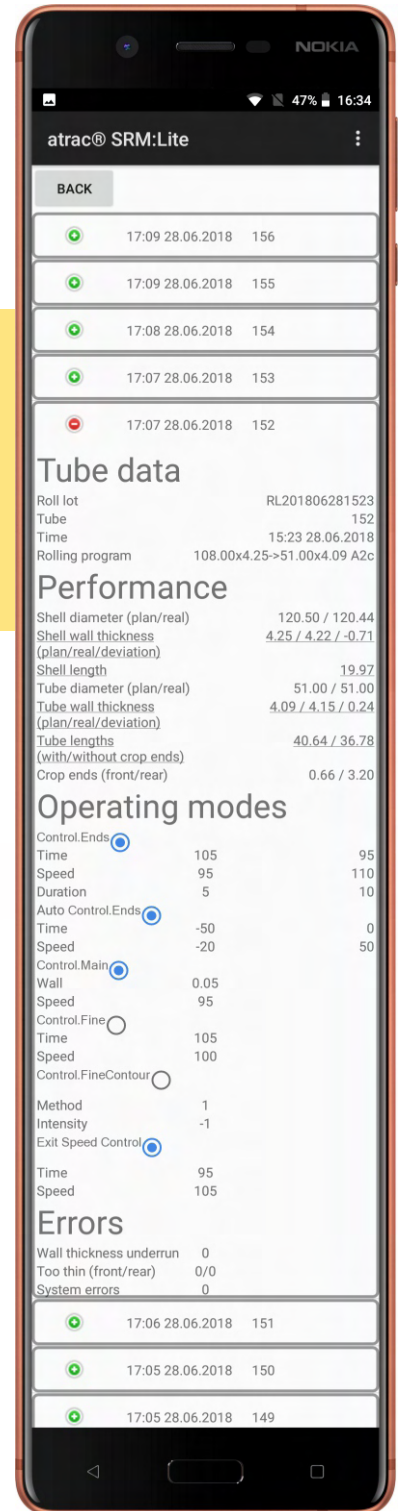 NOKIA
47% 16:34
atrac® SRM:Lite
BACK
17:09 28.06.2018 156
17:09 28.06.2018 155
17:08 28.06.2018 154
17:07 28.06.2018 153
17:07 28.06.2018 152
Tube data
Roll lot RL201806281523
Tube 152
Time 15:23 28.06.2018
Rolling program 108.00x4.25->51.00x4.09 A2c
Performance
Shell diameter (plan/real) 120.50 / 120.44
Shell wall thickness 4.25 / 4.22 / -0.71
(plan/real/deviation)
Shell length 19.97
Tube diameter (plan/real) 51.00 / 51.00
Tube wall thickness 4.09 / 4.15 / 0.24
(plan/real/deviation)
Tube lengths 40.64 / 36.78
(with/without crop ends)
Crop ends (front/rear) 0.66 / 3.20
Operating modes
Control.Ends
Time 105 95
Speed 95 110
Duration 5 10
Auto Control.Ends
Time -50 0
Speed -20 50
Control.Main
Wall 0.05
Speed 95
Control.Fine
Time 105
Speed 100
Control.FineContour
Method 1
Intensity -1
Exit Speed Control
Time 95
Speed 105
Errors
Wall thickness underrun 0
Too thin (front/rear) 0/0
System errors 0
17:06 28.06.2018 151
17:05 28.06.2018 150
17:05 28.06.2018 149